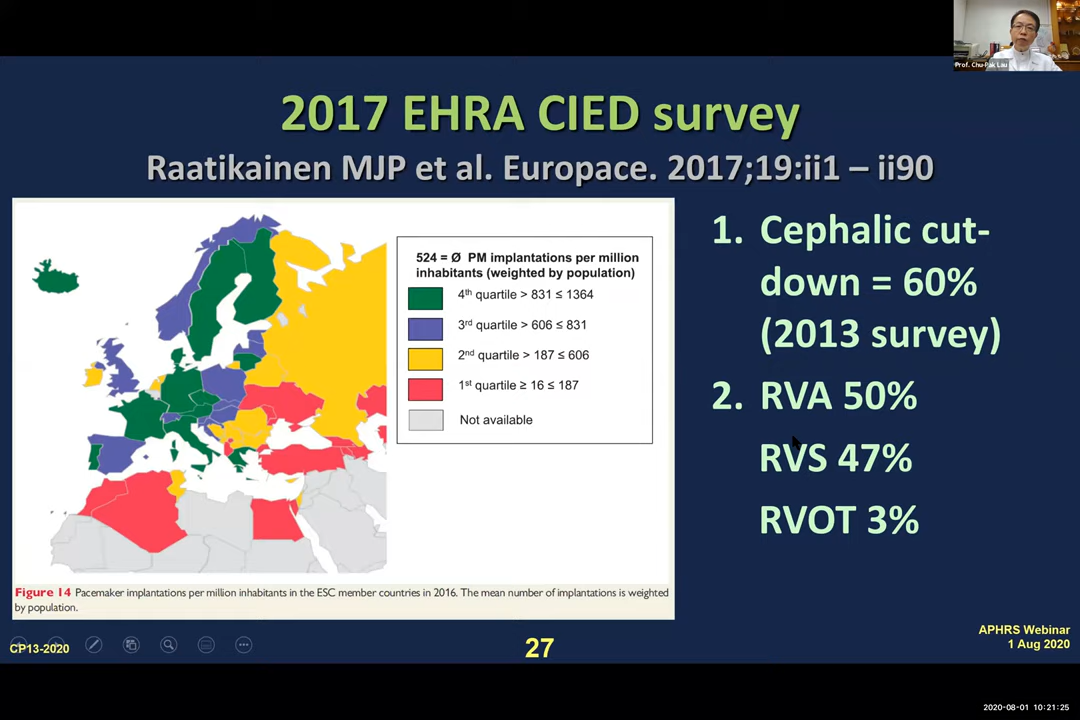 Prof. Chu-Pak Lau
2017 EHRA CIED survey
Raatikainen MJP et al. Europace. 2017;19:ii1 – ii90
524 = Ø PM implantations per million
inhabitants (weighted by population)
4th quartile > 831 ≤ 1364
3rd quartile > 606 ≤ 831
2nd quartile > 187 ≤ 606
1st quartile ≥ 16 ≤ 187
Not available
Figure 14 Pacemaker implantations per million inhabitants in the ESC member countries in 2016. The mean number of implantations is weighted
by population.
1. Cephalic cut-
down = 60%
(2013 survey)
2. RVA 50%
RVS 47%
RVOT 3%
CP13-2020
27
APHRS Webinar
1 Aug 2020
2020-08-01 10:21:25